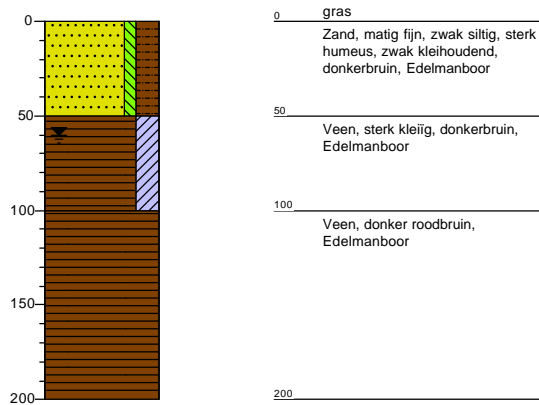 0
50
100
150
200
0
gras
Zand, matig fijn, zwak siltig, sterk
humeus, zwak kleihoudend,
donkerbruin, Edelmanboor
50
Veen, sterk kleiïg, donkerbruin,
Edelmanboor
100
Veen, donker roodbruin,
Edelmanboor
200